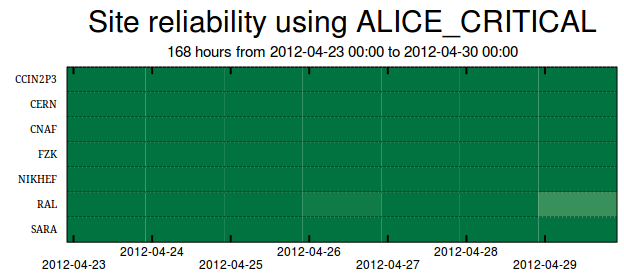 Site reliability using ALICE_CRITICAL
168 hours from 2012-04-23 00:00 to 2012-04-30 00:00
CCIN2P3
CERN
CNAF
FZK
NIKHEF
RAL
SARA
2012-04-24 2012-04-26 2012-04-28
2012-04-23 2012-04-25 2012-04-27 2012-04-29